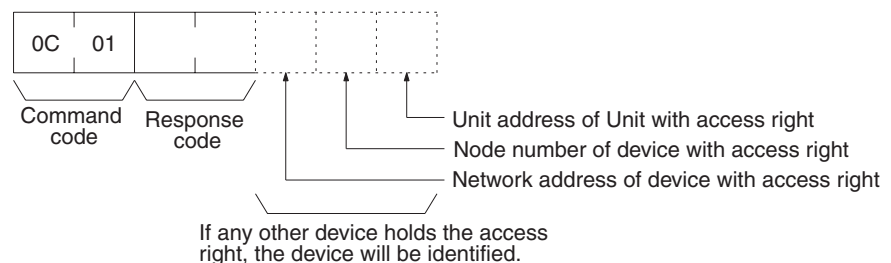 0C 01
Command
code
Response
code
Unit address of Unit with access right
Node number of device with access right
Network address of device with access right
If any other device holds the access
right, the device will be identified.